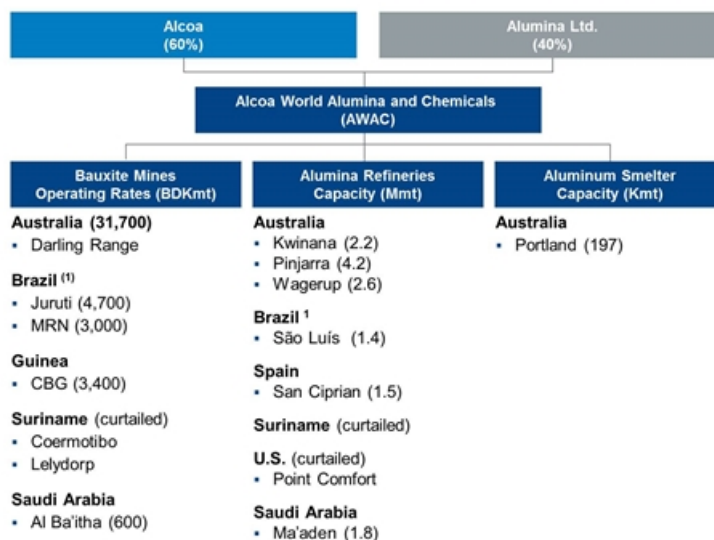 Alcoa
(60%)
Alumina Ltd.
(40%)
Alcoa World Alumina and Chemicals
(AWAC)
Bauxite Mines
Operating Rates (BDKmt)
Australia (31,700)
▪ Darling Range
Brazil (1)
▪ Juruti (4,700)
▪ MRN (3,000)
Guinea
▪ CBG (3,400)
Suriname (curtailed)
▪ Coermotibo
▪ Lelydorp
Saudi Arabia
▪ Al Ba'itha (600)
Alumina Refineries
Capacity (Mmt)
Australia
▪ Kwinana (2.2)
▪ Pinjarra (4.2)
▪ Wagerup (2.6)
Brazil 1
▪ São Luís (1.4)
Spain
▪ San Ciprian (1.5)
Suriname (curtailed)
U.S. (curtailed)
▪ Point Comfort
Saudi Arabia
▪ Ma'aden (1.8)
Aluminum Smelter
Capacity (Kmt)
Australia
▪ Portland (197)